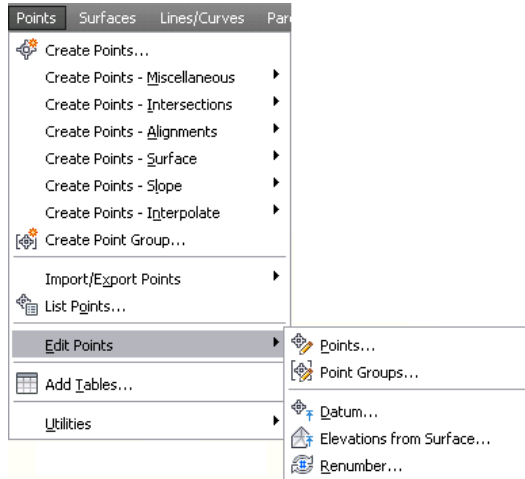 Points Surfaces Lines/Curves
Create Points...
Create Points - Miscellaneous
Create Points - Intersections
Create Points - Alignments
Create Points - Surface
Create Points - Slope
Create Points - Interpolate
Create Point Group...
Import/Export Points
List Points...
Edit Points
Points...
Point Groups...
Add Tables...
Datum...
Utilities
Elevations from Surface...
Renumber...